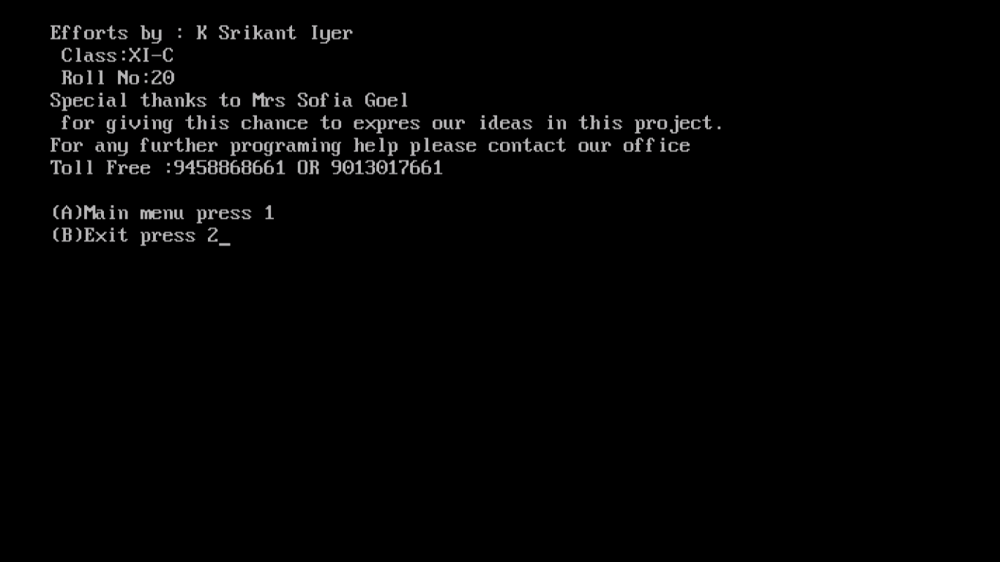 Efforts by : K Srikant Iyer
Class:XI-C
Roll No:20
Special thanks to Mrs Sofia Goel
for giving this chance to expres our ideas in this project.
For any further programing help please contact our office
Toll Free :9458868661 OR 9013017661
(A)Main menu press 1
(B)Exit press 2_